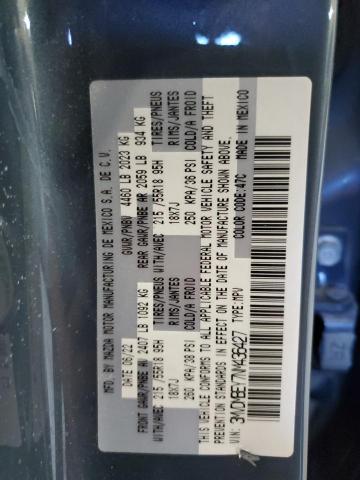 MFD. BY MAZDA MOTOR MANUFACTURING DE MEXICO S.A. DE C.V.
DATE 06/22 GVWR/PNBV 4460 LB 2023 KG
FRONT GAWR/PNBE AV 2407 LB 1092 KG REAR GAWR/PNBE AR 2059 LB 934 KG
WITH/AVEC 215/55R18 95H TIRES/PNEUS WITH/AVEC 215/55R18 95H TIRES/PNEUS
18X7J RIMS/JANTES 18X7J RIMS/JANTES
260 KPA/38 PSI COLD/A FROID 250 KPA/36 PSI COLD/A FROID
THIS VEHICLE CONFORMS TO ALL APPLICABLE FEDERAL MOTOR VEHICLE SAFETY AND THEFT
PREVENTION STANDARDS IN EFFECT ON THE DATE OF MANUFACTURE SHOWN ABOVE.
VIN: TYPE: MPV COLOR CODE: 47C MADE IN MEXICO